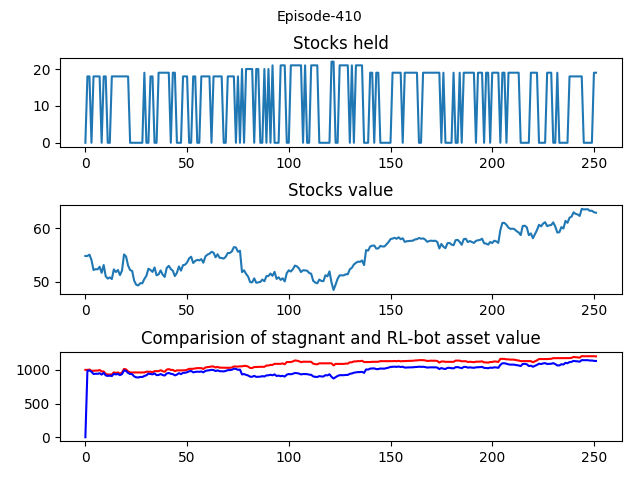 Episode-410
Stocks held
20
10
0
0 50 100 150 200 250
Stocks value
60
50
0 50 100 150 200 250
Comparision of stagnant and RL-bot asset value
1000
500
0
0 50 100 150 200 250